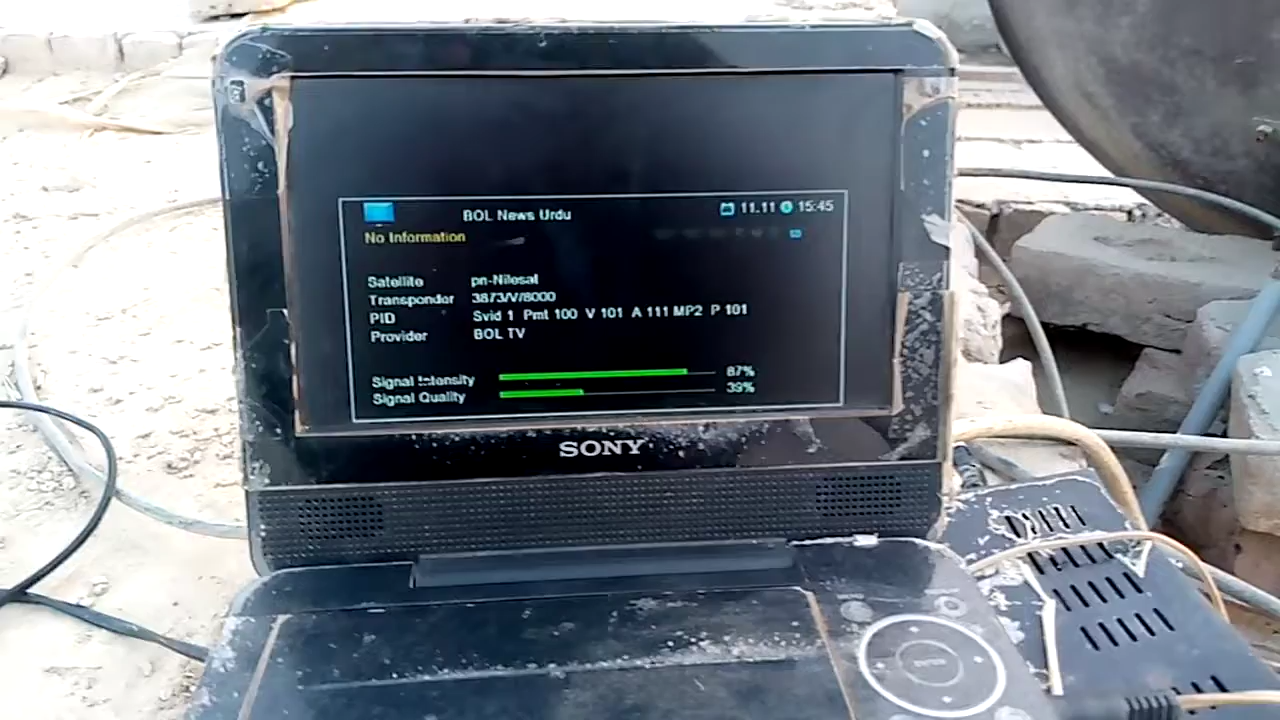 BOL News Urdu 11.11 15:45
No Information
Satellite pn-Nilesat
Transponder 3873/V/8000
PID Svid 1 Pmt 100 V 101 A 111 MP2 P 101
Provider BOL TV
Signal Intensity 87%
Signal Quality 39%
SONY